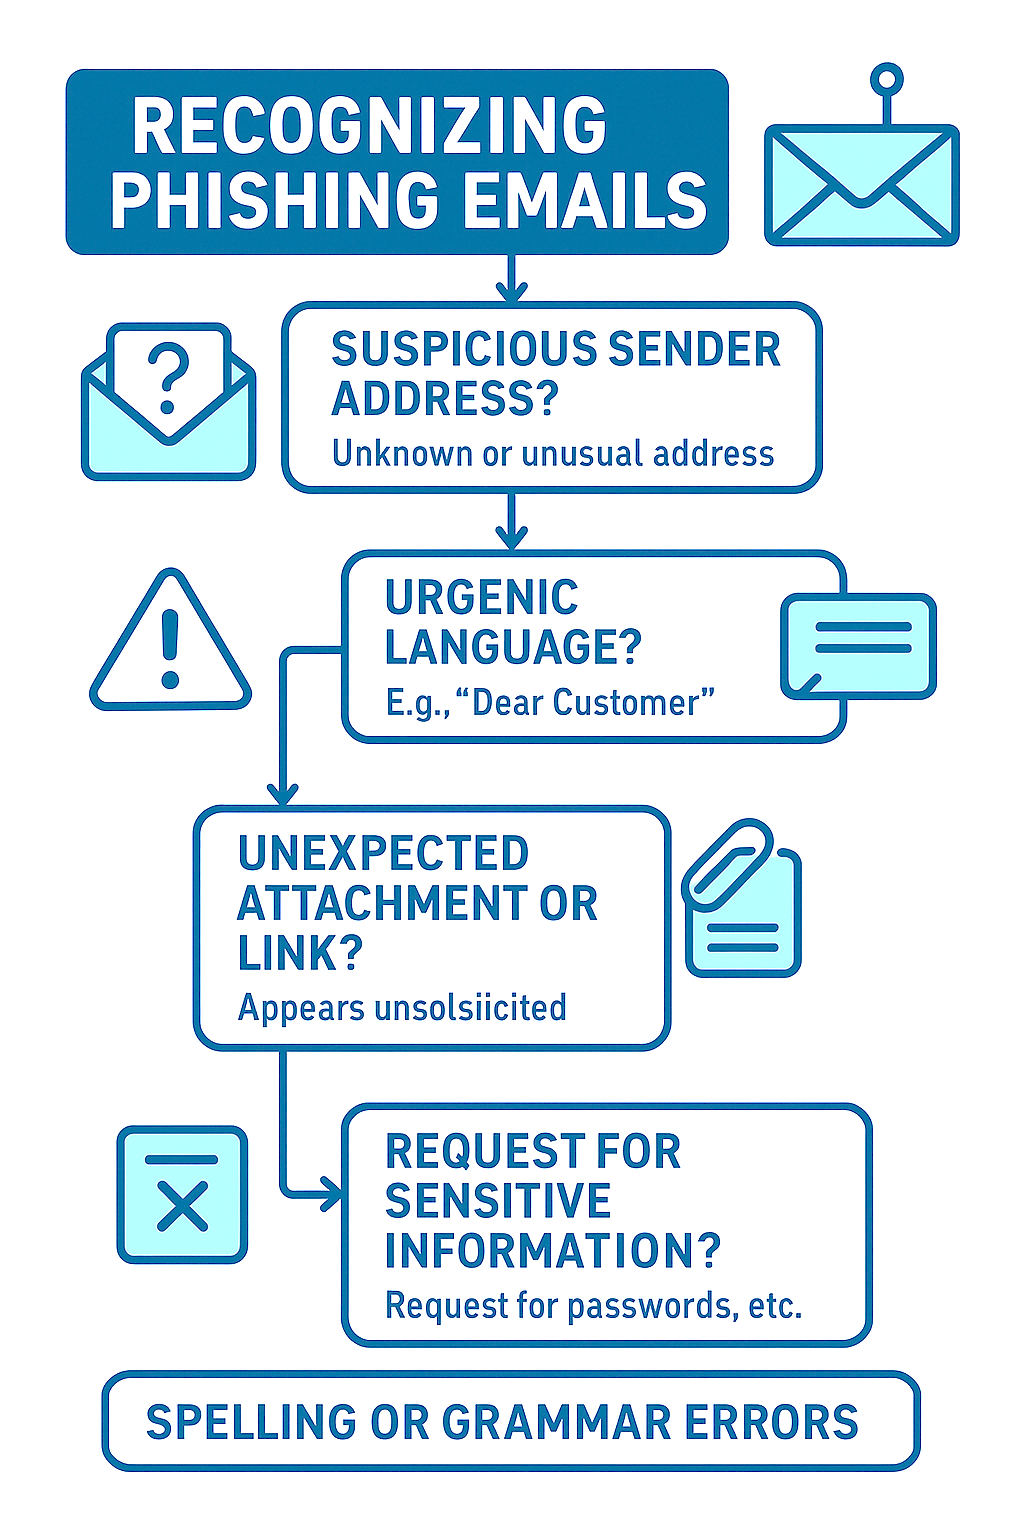 RECOGNIZING
PHISHING EMAILS
?
SUSPICIOUS SENDER
ADDRESS?
Unknown or unusual address
!
URGENIC
LANGUAGE?
E.g., “Dear Customer”
UNEXPECTED
ATTACHMENT OR
LINK?
Appears unsolsiicited
REQUEST FOR
SENSITIVE
INFORMATION?
Request for passwords, etc.
SPELLING OR GRAMMAR ERRORS